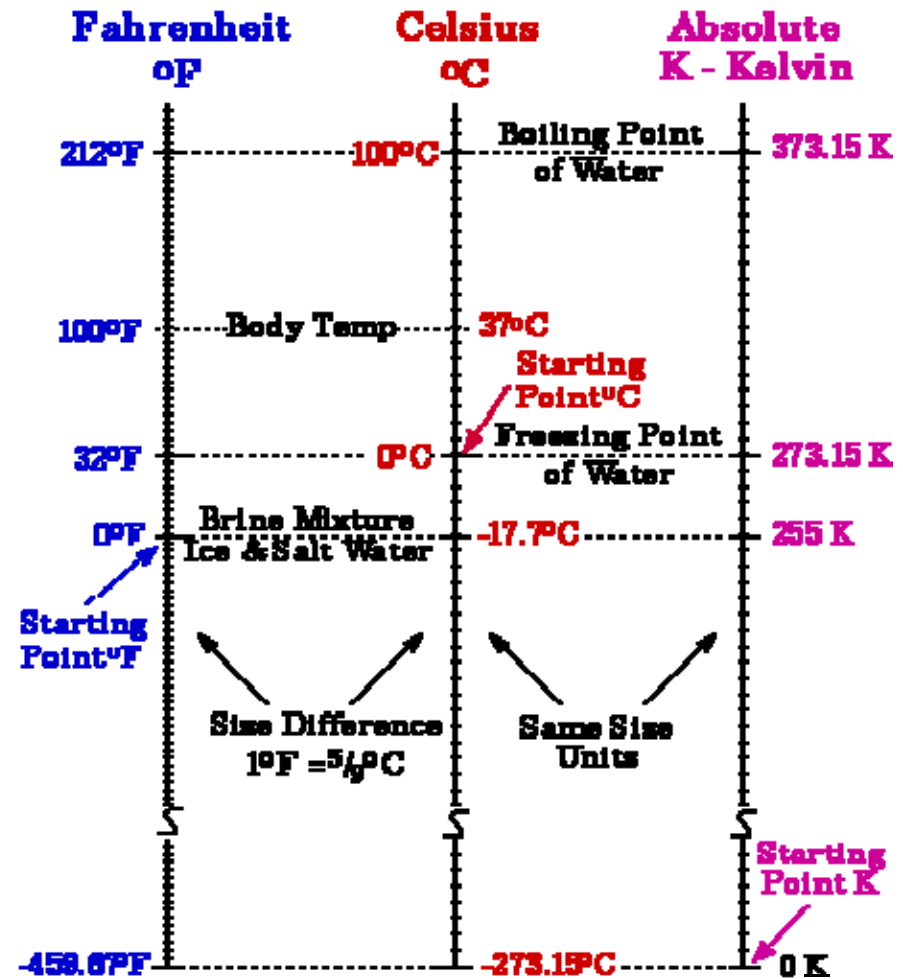 Fahrenheit
Celsius
Absolute
ºF
ºC
K - Kelvin
212ºF
100ºC
Boiling Point
of Water
373.15 K
100ºF
Body Temp
37ºC
Starting
PointºC
32ºF
0ºC
Freezing Point
of Water
273.15 K
0ºF
Brine Mixture
Ice & Salt Water
-17.7ºC
255 K
Starting
PointºF
Size Difference
1ºF = 5/9ºC
Same Size
Units
Starting
Point K
-459.67ºF
-273.15ºC
0 K